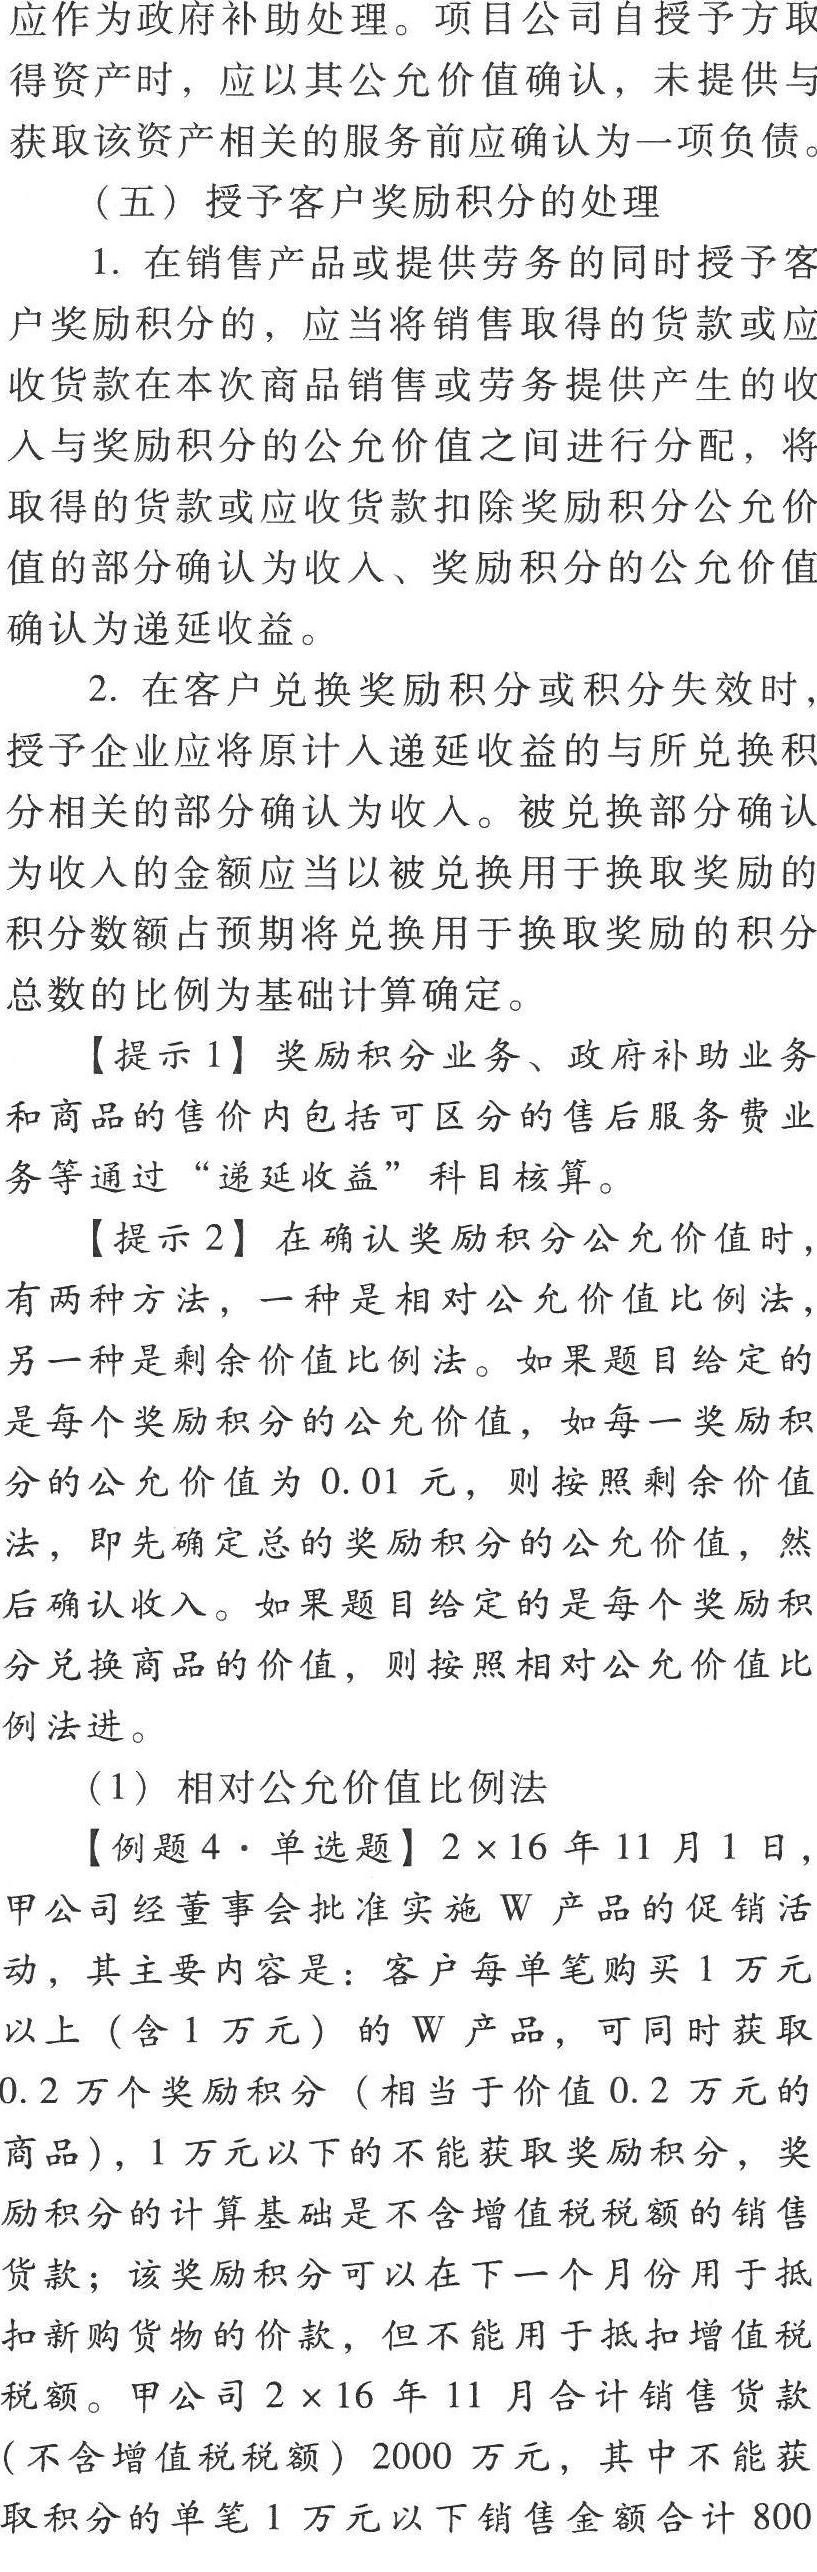 应作为政府补助处理。项目公司自授予方取
得资产时，应以其公允价值确认，未提供与
获取该资产相关的服务前应确认为一项负债。
（五）授予客户奖励积分的处理
1. 在销售产品或提供劳务的同时授予客
户奖励积分的，应当将销售取得的货款或应
收货款在本次商品销售或劳务提供产生的收
入与奖励积分的公允价值之间进行分配，将
取得的货款或应收货款扣除奖励积分公允价
值的部分确认为收入、奖励积分的公允价值
确认为递延收益。
2. 在客户兑换奖励积分或积分失效时，
授予企业应将原计入递延收益的与所兑换积
分相关的部分确认为收入。被兑换部分确认
为收入的金额应当以被兑换用于换取奖励的
积分数额占预期将兑换用于换取奖励的积分
总数的比例为基础计算确定。
【提示1】奖励积分业务、政府补助业务
和商品的售价内包括可区分的售后服务费业
务等通过“递延收益”科目核算。
【提示2】在确认奖励积分公允价值时，
有两种方法，一种是相对公允价值比例法，
另一种是剩余价值比例法。如果题目给定的
是每个奖励积分的公允价值，如每一奖励积
分的公允价值为0.01元，则按照剩余价值
法，即先确定总的奖励积分的公允价值，然
后确认收入。如果题目给定的是每个奖励积
分兑换商品的价值，则按照相对公允价值比
例法进。
（1）相对公允价值比例法
【例题4·单选题】2×16年11月1日，
甲公司经董事会批准实施W产品的促销活
动，其主要内容是：客户每单笔购买1万元
以上（含1万元）的W产品，可同时获取
0.2万个奖励积分（相当于价值0.2万元的
商品），1万元以下的不能获取奖励积分，奖
励积分的计算基础是不含增值税税额的销售
货款；该奖励积分可以在下一个月份用于抵
扣新购货物的价款，但不能用于抵扣增值税
税额。甲公司2×16年11月合计销售货款
（不含增值税税额）2000万元，其中不能获
取积分的单笔1万元以下销售金额合计800